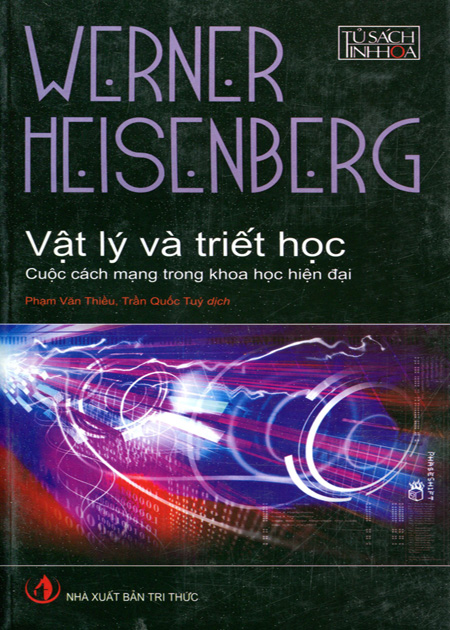 TỦ SÁCH
TINH HOA
WERNER
HEISENBERG
Vật lý và triết học
Cuộc cách mạng trong khoa học hiện đại
Phạm Văn Thiều, Trần Quốc Tuý dịch
PHASESHIFT
NHÀ XUẤT BẢN TRI THỨC